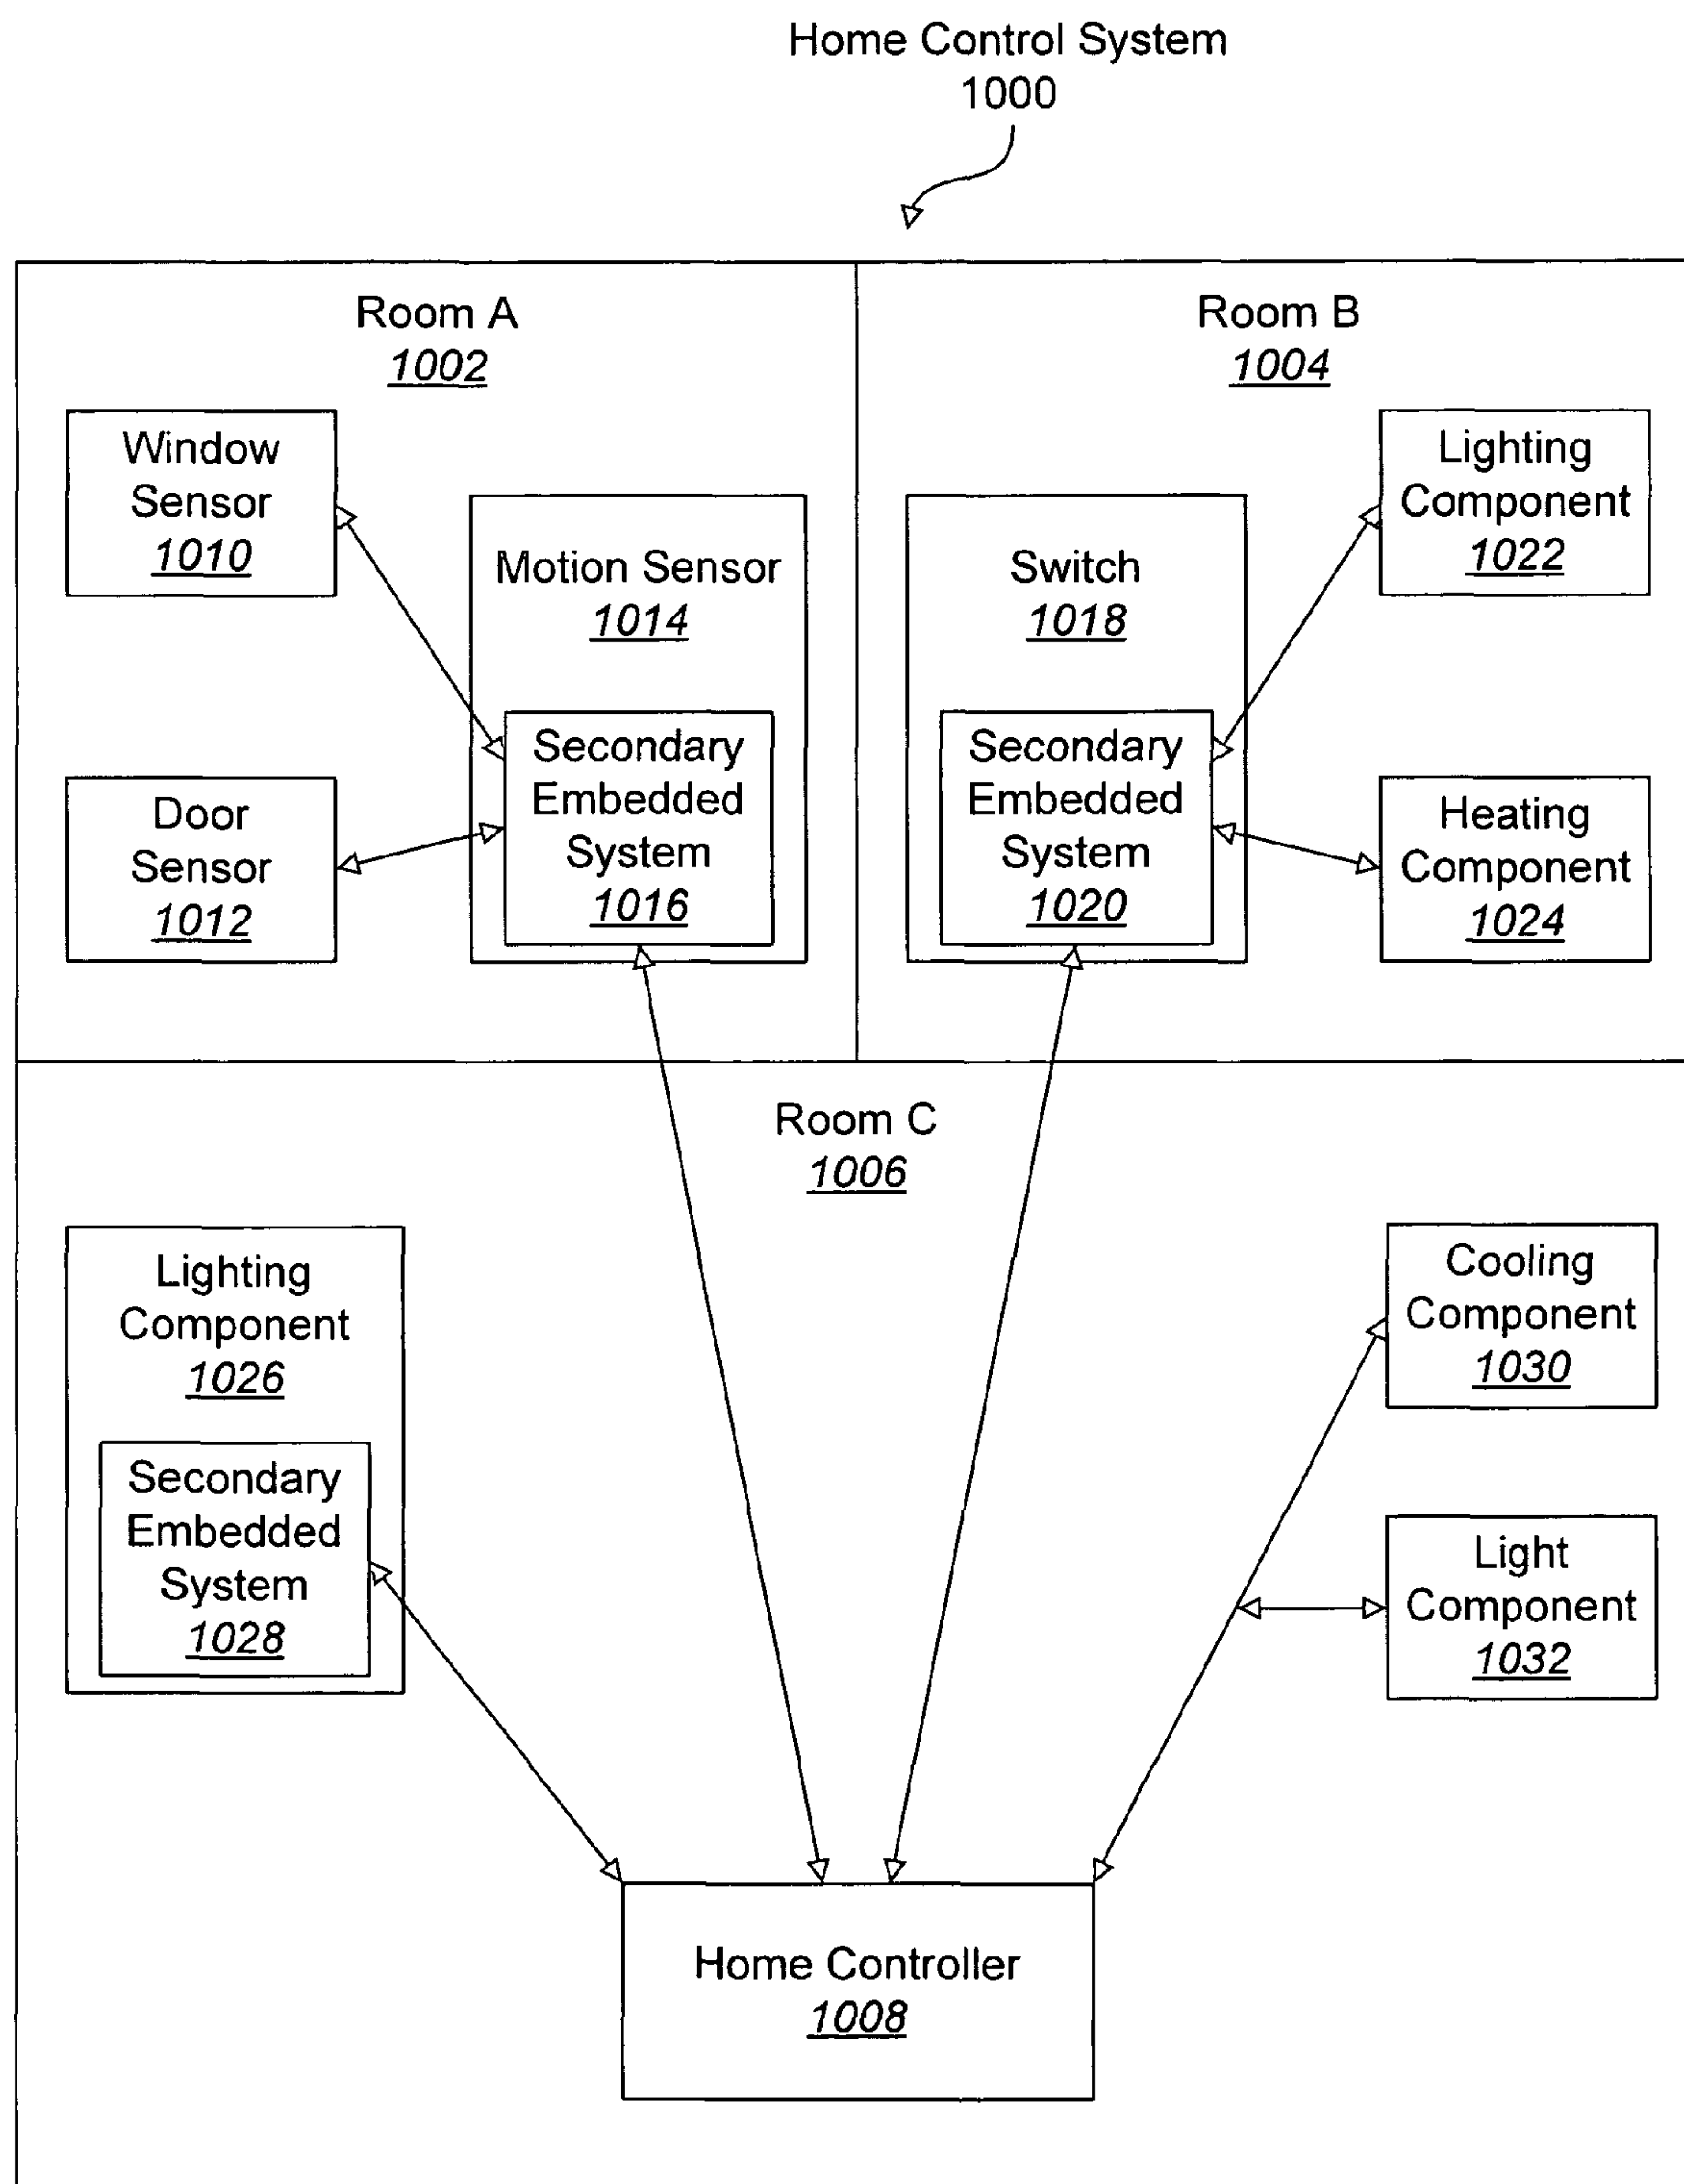 Home Control System
1000
Room A
1002
Room B
1004
Window
Sensor
1010
Motion Sensor
1014
Secondary
Embedded
System
1016
Door
Sensor
1012
Switch
1018
Secondary
Embedded
System
1020
Lighting
Component
1022
Heating
Component
1024
Room C
1006
Lighting
Component
1026
Secondary
Embedded
System
1028
Cooling
Component
1030
Light
Component
1032
Home Controller
1008